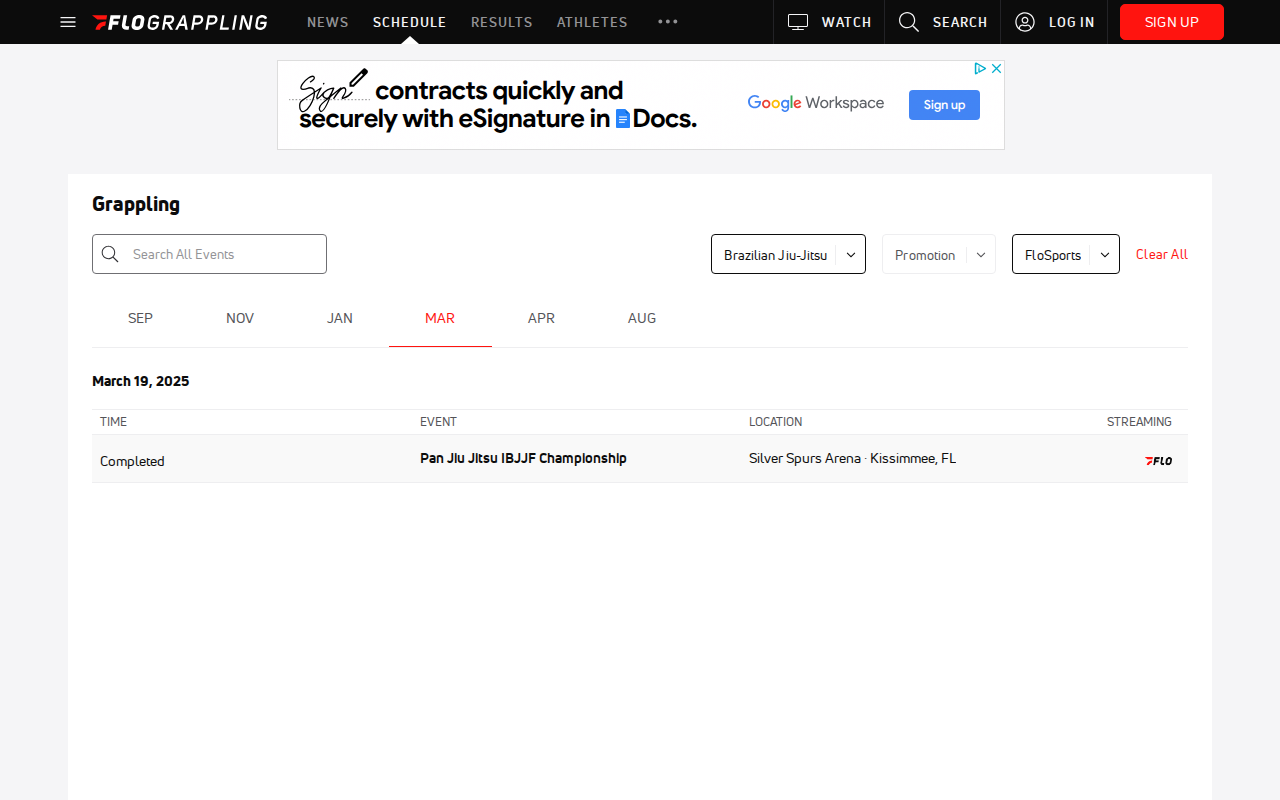 FLOGRAPPLING NEWS SCHEDULE RESULTS ATHLETES WATCH SEARCH LOG IN SIGN UP
Sign contracts quickly and
securely with eSignature in Docs.
Google Workspace
Sign up
Grappling
Search All Events
Brazilian Jiu-Jitsu
Promotion
FloSports
Clear All
SEP NOV JAN MAR APR AUG
March 19, 2025
TIME EVENT LOCATION STREAMING
Completed Pan Jiu Jitsu IBJJF Championship Silver Spurs Arena · Kissimmee, FL FLO